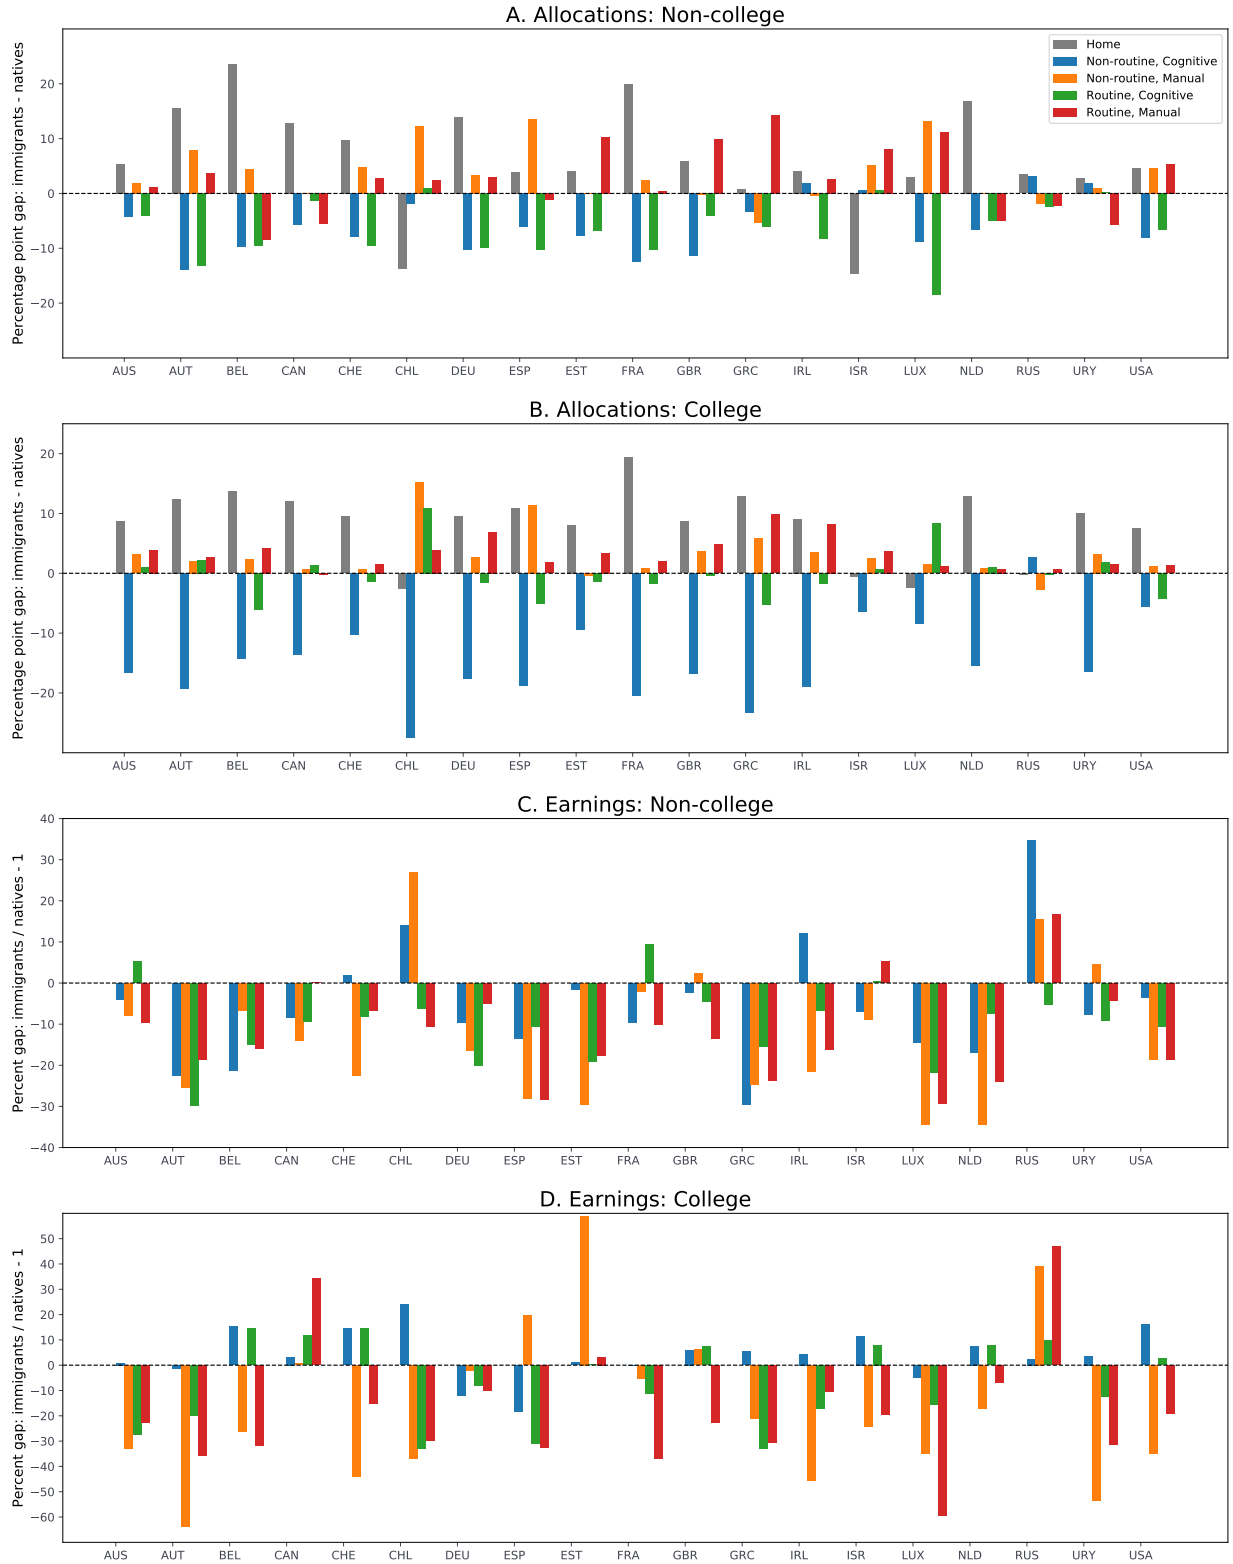 A. Allocations: Non-college
Percentage point gap: immigrants - natives
20
10
0
−10
−20
Home
Non-routine, Cognitive
Non-routine, Manual
Routine, Cognitive
Routine, Manual
AUS AUT BEL CAN CHE CHL DEU ESP EST FRA GBR GRC IRL ISR LUX NLD RUS URY USA
B. Allocations: College
Percentage point gap: immigrants - natives
20
10
0
−10
−20
AUS AUT BEL CAN CHE CHL DEU ESP EST FRA GBR GRC IRL ISR LUX NLD RUS URY USA
C. Earnings: Non-college
Percent gap: immigrants / natives - 1
40
30
20
10
0
−10
−20
−30
−40
AUS AUT BEL CAN CHE CHL DEU ESP EST FRA GBR GRC IRL ISR LUX NLD RUS URY USA
D. Earnings: College
Percent gap: immigrants / natives - 1
50
40
30
20
10
0
−10
−20
−30
−40
−50
−60
AUS AUT BEL CAN CHE CHL DEU ESP EST FRA GBR GRC IRL ISR LUX NLD RUS URY USA